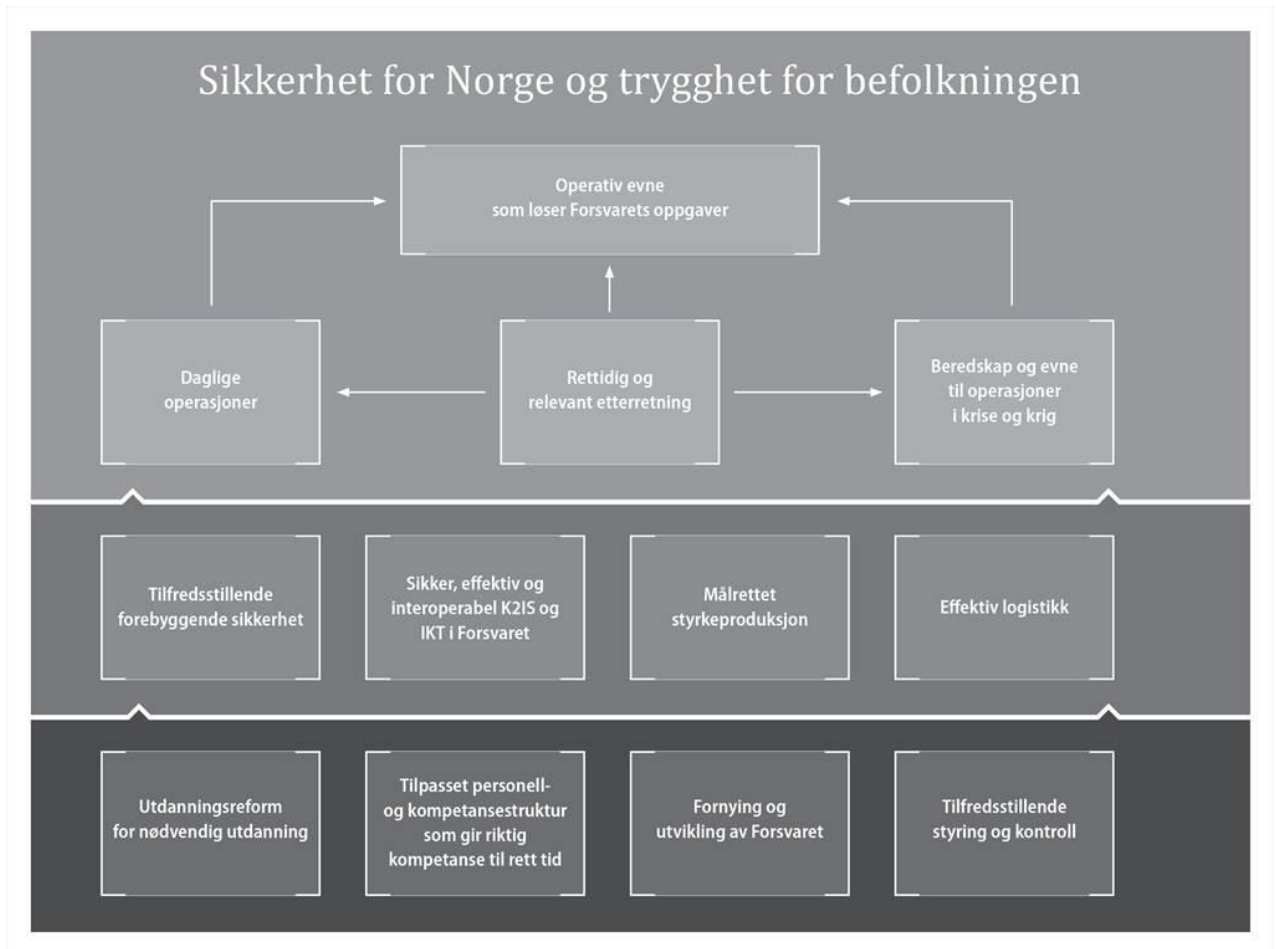 Sikkerhet for Norge og trygghet for befolkningen
Operativ evne
som løser Forsvarets oppgaver
Daglige
operasjoner
Rettidig og
relevant etterretning
Beredskap og evne
til operasjoner
i krise og krig
Tilfredsstillende
forebyggende sikkerhet
Sikker, effektiv og
interoperabel K2IS og
IKT i Forsvaret
Målrettet
styrkeproduksjon
Effektiv logistikk
Utdanningsreform
for nødvendig utdanning
Tilpasset personell-
og kompetansestruktur
som gir riktig
kompetanse til rett tid
Fornying og
utvikling av Forsvaret
Tilfredsstillende
styring og kontroll